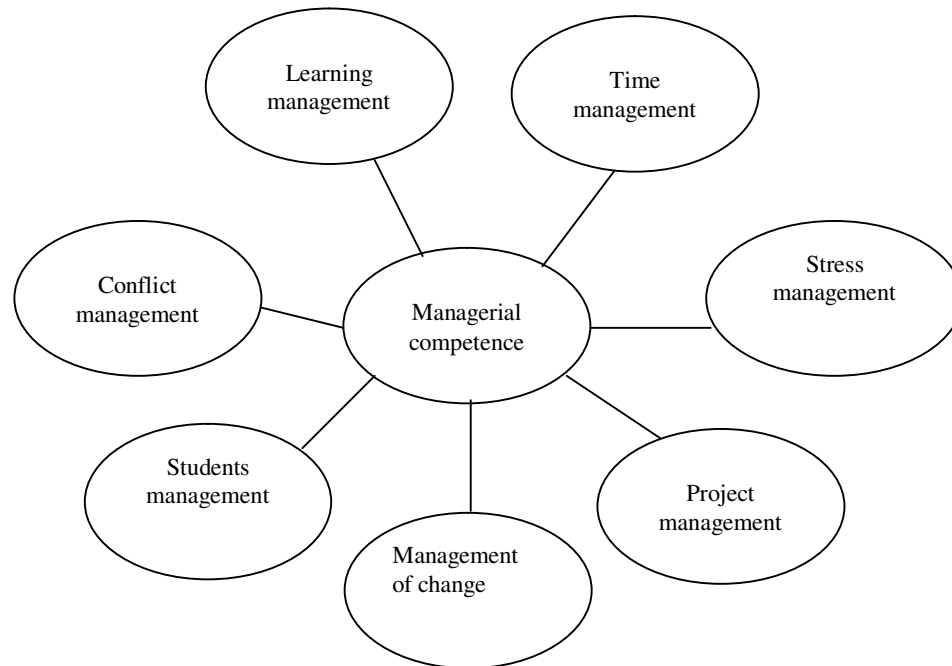 Learning
management
Time
management
Stress
management
Conflict
management
Managerial
competence
Students
management
Project
management
Management
of change